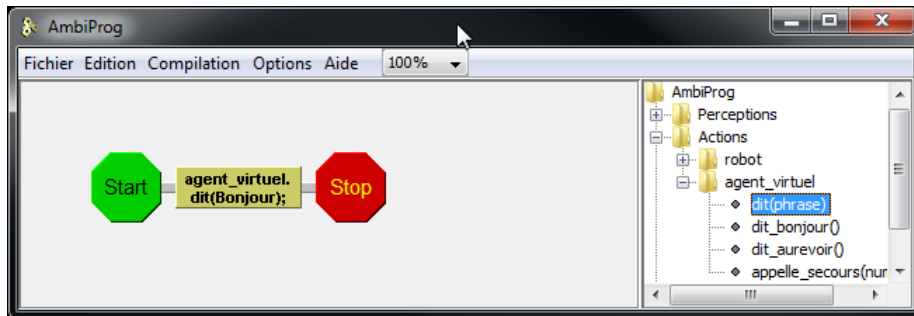 AmbiProg
Fichier Edition Compilation Options Aide 100%
Start
agent_virtuel.
dit(Bonjour);
Stop
AmbiProg
Perceptions
Actions
robot
agent_virtuel
dit(phrase)
dit_bonjour()
dit_aurevoir()
appelle_secours(nur